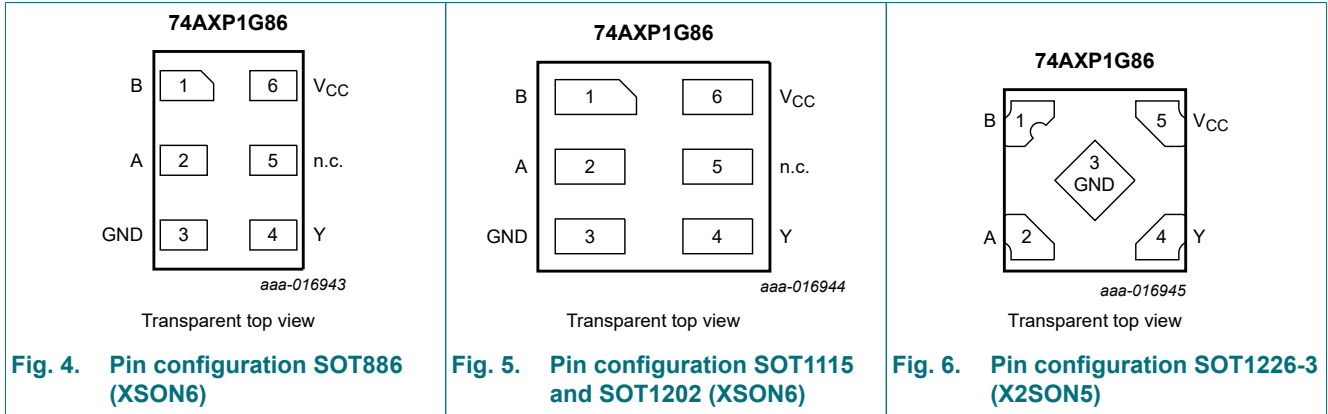 74AXP1G86
B 1 6 VCC
A 2 5 n.c.
GND 3 4 Y
aaa-016943
Transparent top view
Fig. 4. Pin configuration SOT886
(XSON6)
74AXP1G86
B 1 6 VCC
A 2 5 n.c.
GND 3 4 Y
aaa-016944
Transparent top view
Fig. 5. Pin configuration SOT1115
and SOT1202 (XSON6)
74AXP1G86
B 1 5 VCC
3
GND
A 2 4 Y
aaa-016945
Transparent top view
Fig. 6. Pin configuration SOT1226-3
(X2SON5)